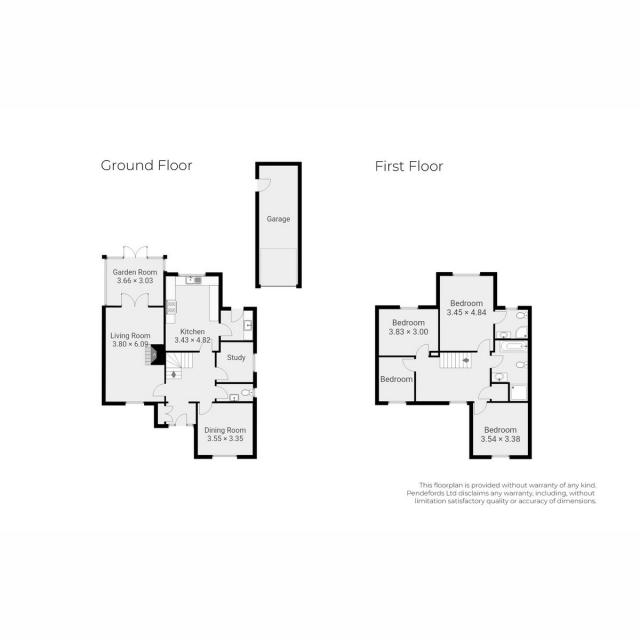 Ground Floor
First Floor
Garage
Garden Room
3.66 × 3.03
Living Room
3.80 × 6.09
Kitchen
3.43 × 4.82
Study
Dining Room
3.55 × 3.35
Bedroom
3.45 × 4.84
Bedroom
3.83 × 3.00
Bedroom
Bedroom
3.54 × 3.38
This floorplan is provided without warranty of any kind.
Pendefords Ltd disclaims any warranty, including, without
limitation satisfactory quality or accuracy of dimensions.